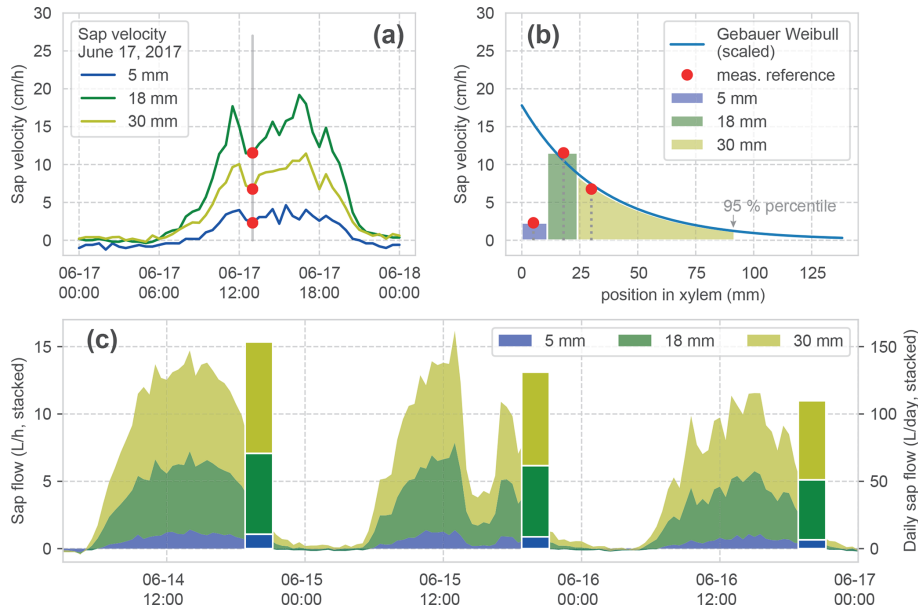 (a)
Sap velocity
June 17, 2017
5 mm
18 mm
30 mm
Sap velocity (cm/h)
30
25
20
15
10
5
0
06-17 06-17 06-17 06-17 06-18
00:00 06:00 12:00 18:00 00:00
(b)
Gebauer Weibull
(scaled)
meas. reference
5 mm
18 mm
30 mm
95 % percentile
Sap velocity (cm/h)
30
25
20
15
10
5
0
0 25 50 75 100 125
position in xylem (mm)
(c)
5 mm 18 mm 30 mm
Sap flow (L/h, stacked)
15
10
5
0
Daily sap flow (L/day, stacked)
150
100
50
0
06-14 06-15 06-15 06-16 06-16 06-17
12:00 00:00 12:00 00:00 12:00 00:00